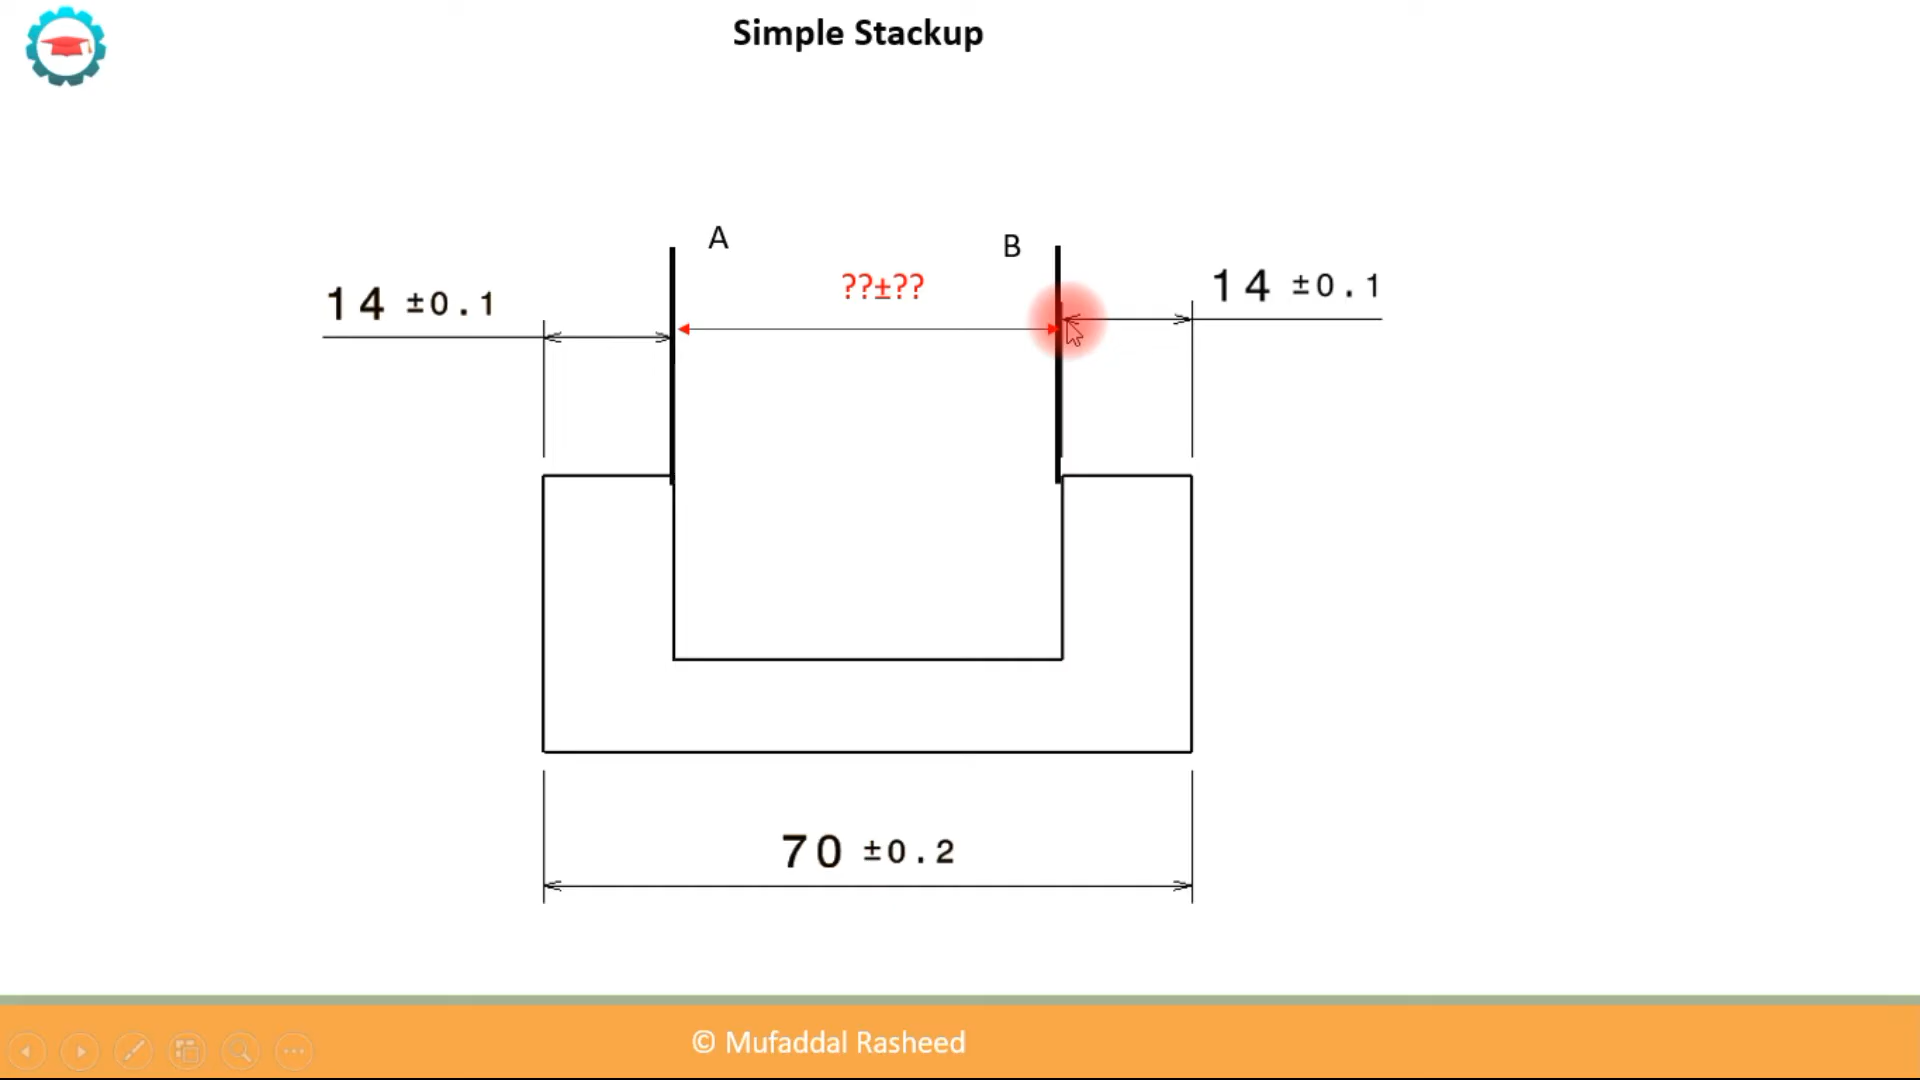 Simple Stackup
A
B
14 ±0.1
??±??
14 ±0.1
70 ±0.2
© Mufaddal Rasheed